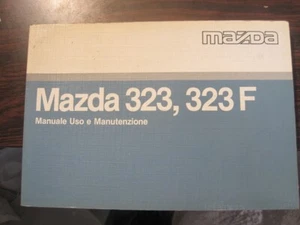 mazda
Mazda 323, 323 F
Manuale Uso e Manutenzione